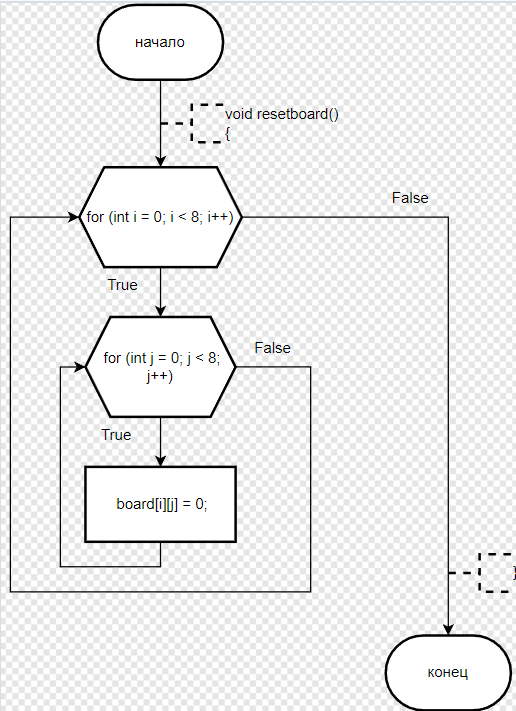 начало
void resetboard()
{
False
for (int i = 0; i < 8; i++)
True
for (int j = 0; j < 8;
j++)
False
True
board[i][j] = 0;
}
конец